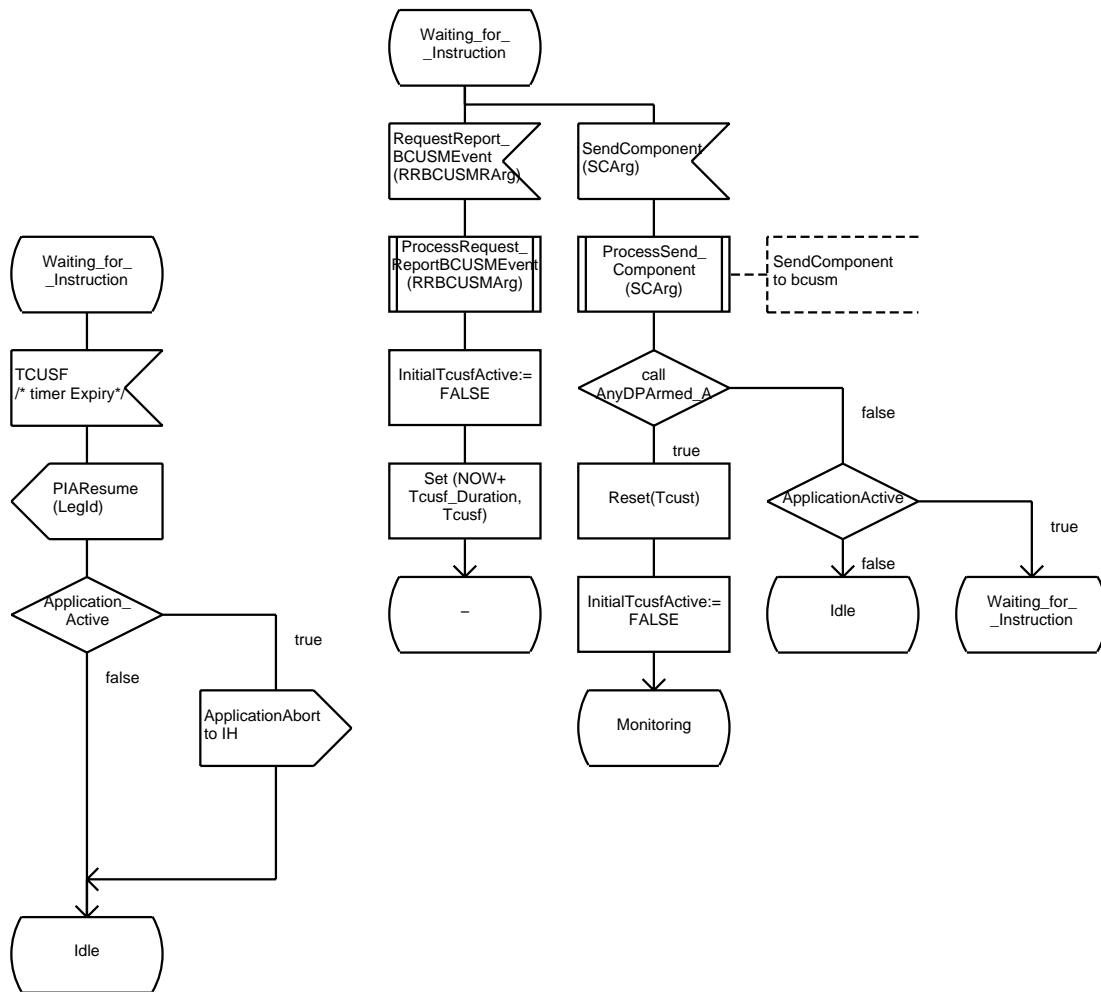 Waiting_for_
_Instruction
RequestReport_
BCUSMEvent
(RRBCUSMRArg)
SendComponent
(SCArg)
Waiting_for_
_Instruction
ProcessRequest_
ReportBCUSMEvent
(RRBCUSMArg)
ProcessSend_
Component
(SCArg)
SendComponent
to bcusm
TCUSF
/* timer Expiry*/
InitialTcusfActive:=
FALSE
call
AnyDPArmed_A
false
true
PIAResume
(LegId)
Set (NOW+
Tcusf_Duration,
Tcusf)
Reset(Tcust)
ApplicationActive
true
false
Application_
Active
true
false
–
InitialTcusfActive:=
FALSE
Idle
Waiting_for_
_Instruction
ApplicationAbort
to IH
Monitoring
Idle